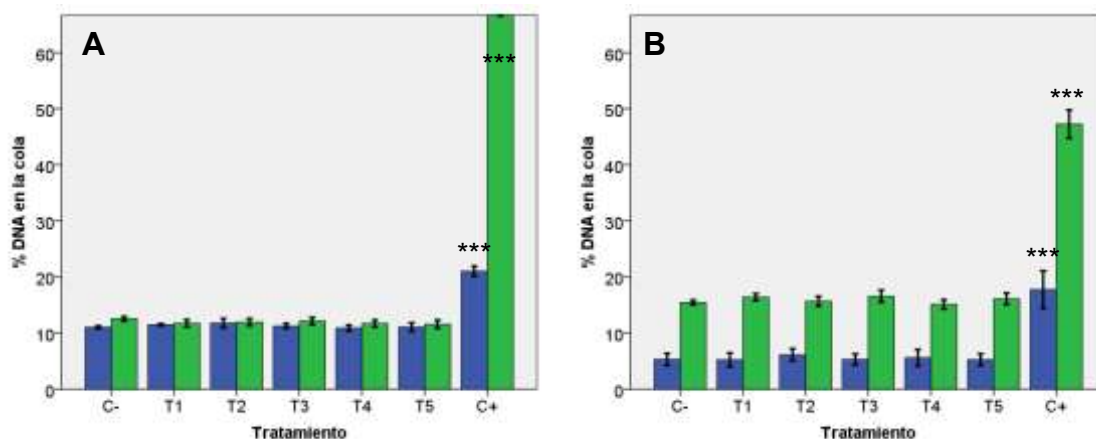 A
% DNA en la cola
60
50
40
30
20
10
0
***
***
C- T1 T2 T3 T4 T5 C+
Tratamiento
B
% DNA en la cola
60
50
40
30
20
10
0
***
***
C- T1 T2 T3 T4 T5 C+
Tratamiento